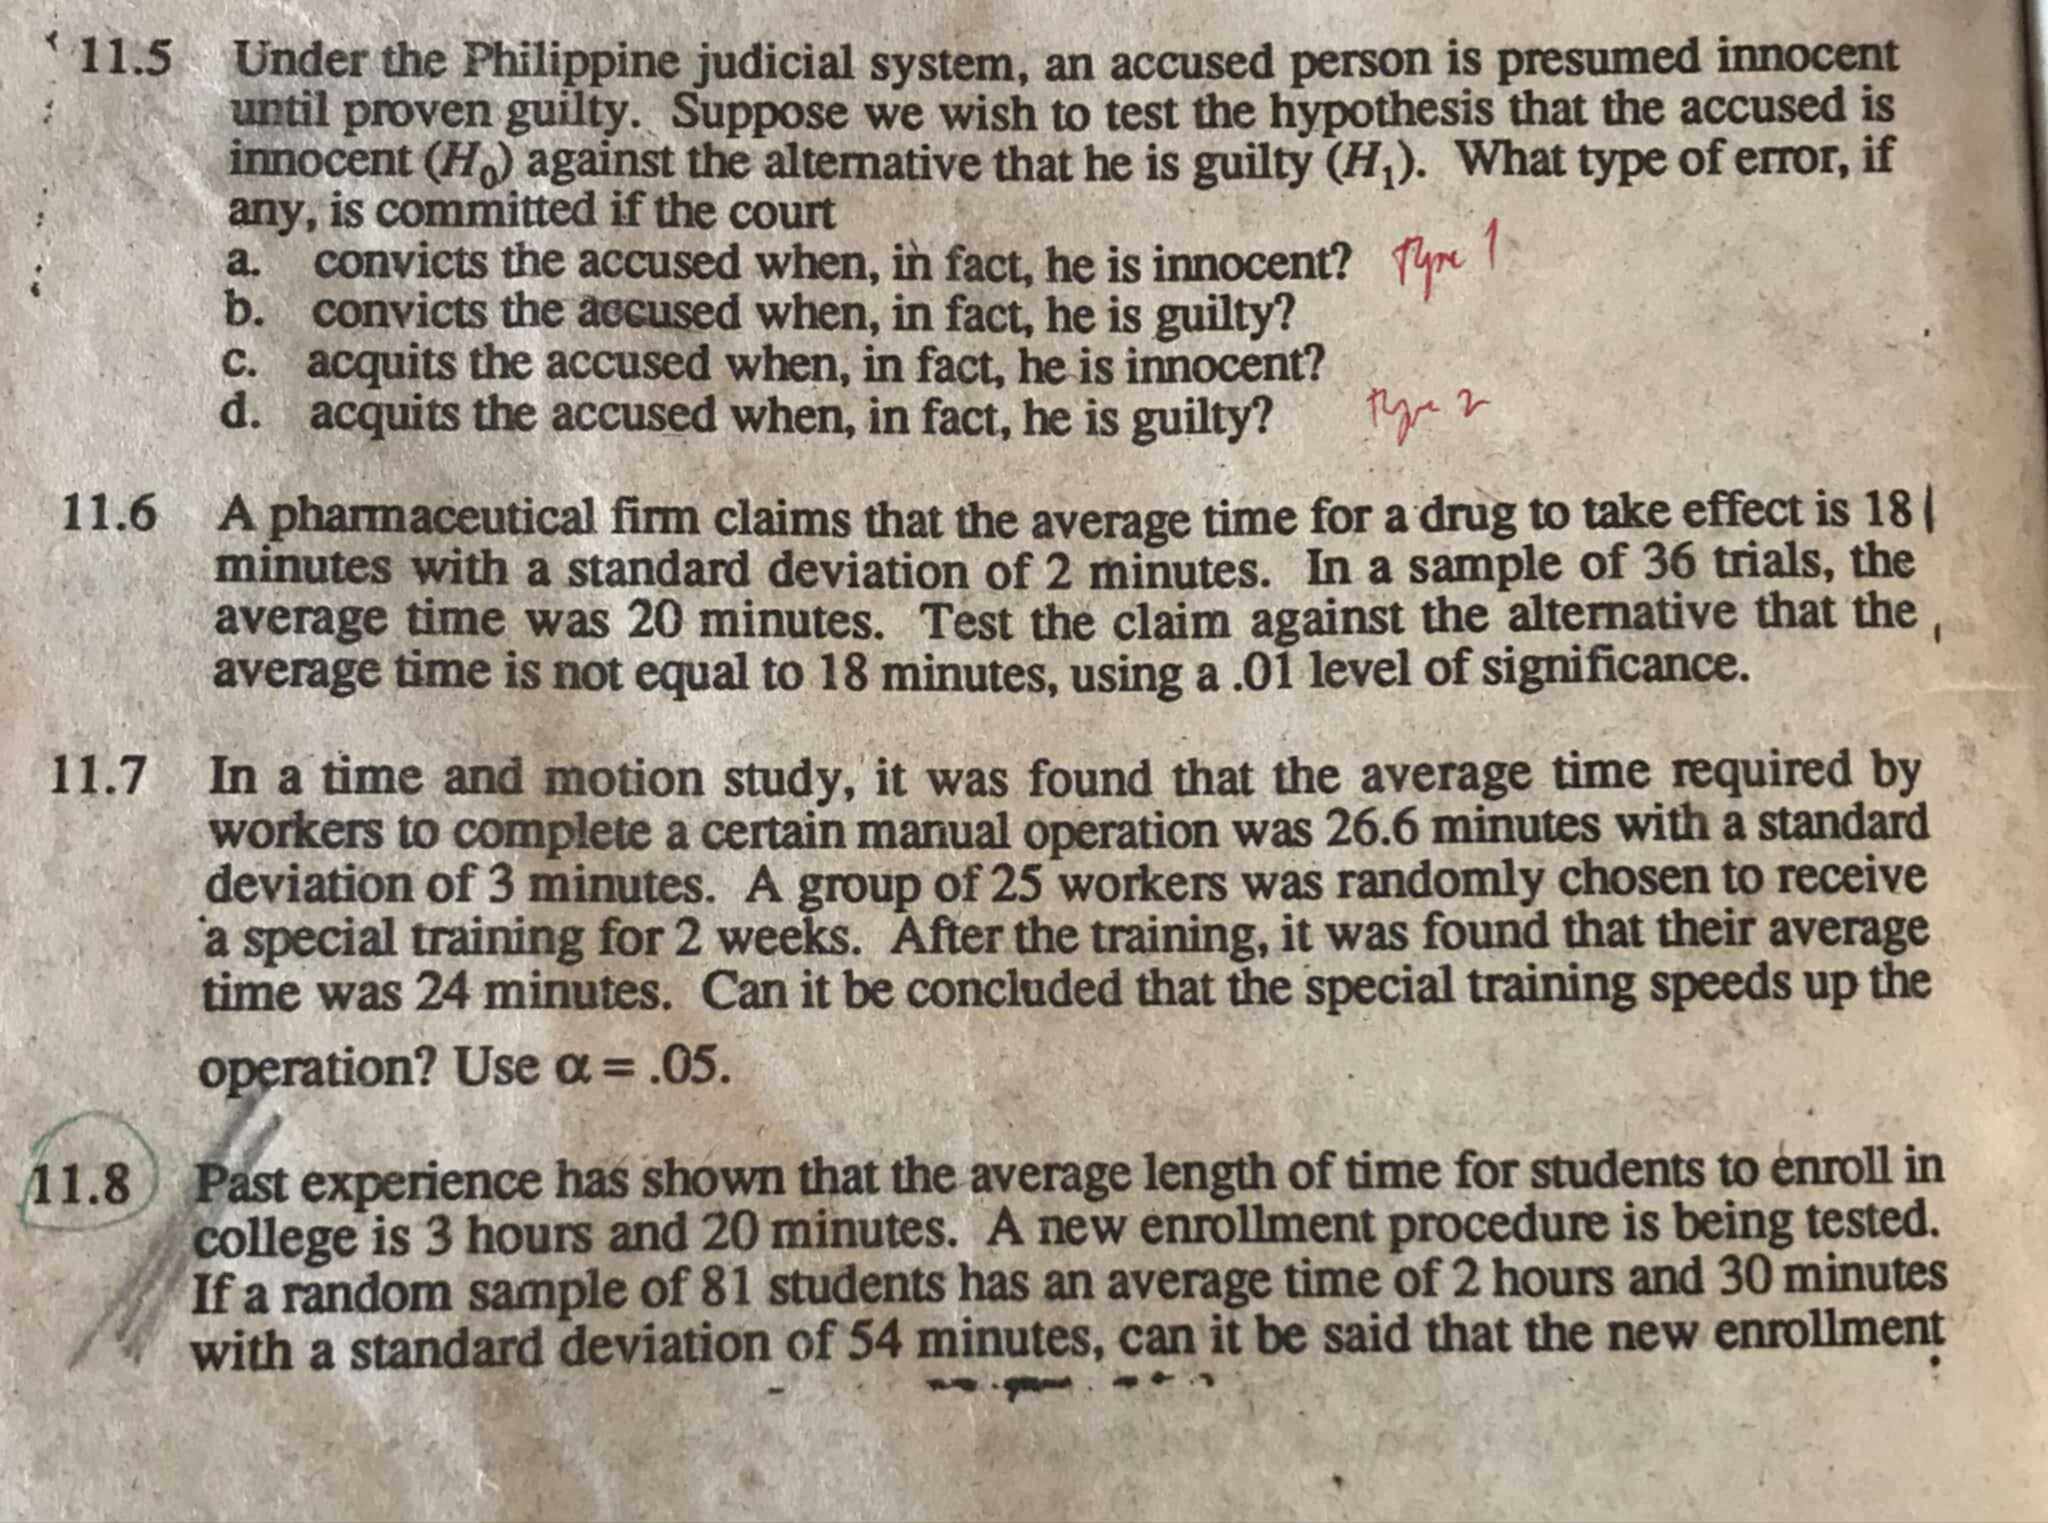 11.5 Under the Philippine judicial system, an accused person is presumed innocent
until proven guilty. Suppose we wish to test the hypothesis that the accused is
innocent (H₀) against the alternative that he is guilty (H₁). What type of error, if
any, is committed if the court
a. convicts the accused when, in fact, he is innocent? Type 1
b. convicts the accused when, in fact, he is guilty?
c. acquits the accused when, in fact, he is innocent?
d. acquits the accused when, in fact, he is guilty? type 2
11.6 A pharmaceutical firm claims that the average time for a drug to take effect is 18
minutes with a standard deviation of 2 minutes. In a sample of 36 trials, the
average time was 20 minutes. Test the claim against the alternative that the
average time is not equal to 18 minutes, using a .01 level of significance.
11.7 In a time and motion study, it was found that the average time required by
workers to complete a certain manual operation was 26.6 minutes with a standard
deviation of 3 minutes. A group of 25 workers was randomly chosen to receive
a special training for 2 weeks. After the training, it was found that their average
time was 24 minutes. Can it be concluded that the special training speeds up the
operation? Use α = .05.
11.8 Past experience has shown that the average length of time for students to enroll in
college is 3 hours and 20 minutes. A new enrollment procedure is being tested.
If a random sample of 81 students has an average time of 2 hours and 30 minutes
with a standard deviation of 54 minutes, can it be said that the new enrollment